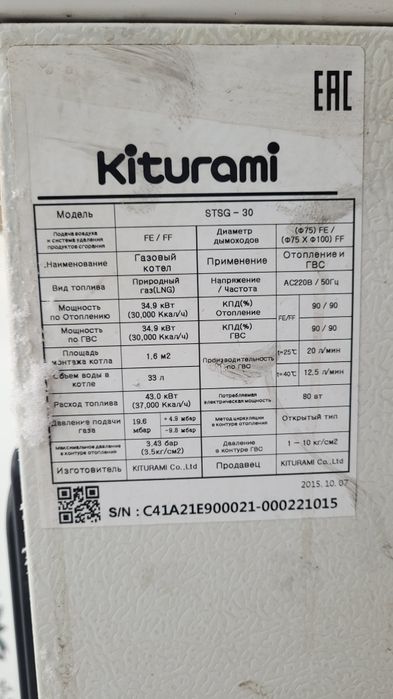 EAC
Kiturami
Модель STSG - 30
Подача воздуха и система удаления продуктов сгорания FE / FF Диаметр дымоходов (Ф75) FE / (Ф75 X Ф100) FF
.Наименование Газовый котел Применение Отопление и ГВС
Вид топлива Природный газ(LNG) Напряжение / Частота AC220В / 50Гц
Мощность по Отоплению 34.9 кВт (30,000 Ккал/ч) КПД(%) Отопление FE/FF 90 / 90
Мощность по ГВС 34.9 кВт (30,000 Ккал/ч) КПД(%) ГВС 90 / 90
Площадь монтажа котла 1.6 м2 Производительность по ГВС t=25℃ 20 л/мин
Объем воды в котле 33 л t=40℃ 12.5 л/мин
Расход топлива 43.0 кВт (37,000 Ккал/ч) Потребляемая электрическая мощность 80 вт
Давление подачи газа 19.6 мбар + 4.9 мбар -9.8 мбар Метод циркуляции в контуре отопления Открытый тип
Максимальное давление в контуре отопления 3.43 бар (3.5кг/см2) Давление в контуре ГВС 1 - 10 кг/см2
Изготовитель KITURAMI Co.,Ltd Продавец KITURAMI Co.,Ltd
2015. 10. 07
S/N : C41A21E900021-000221015